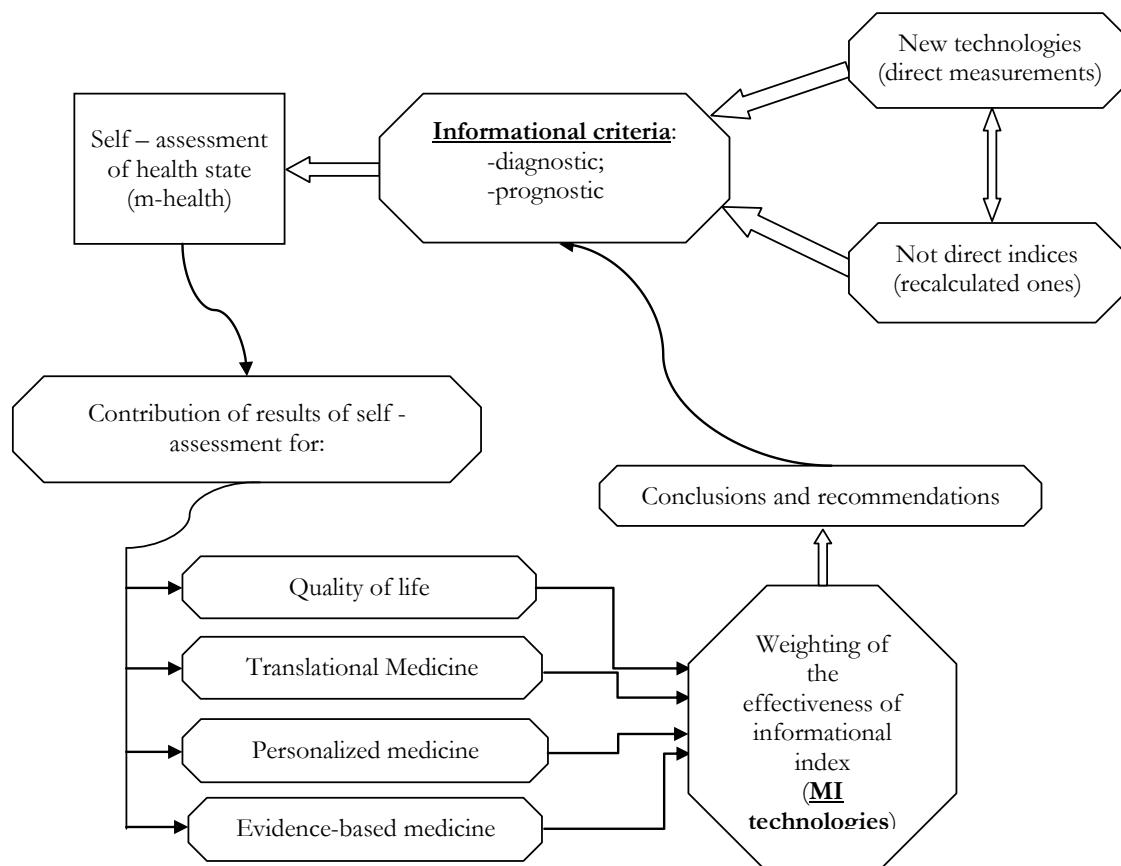 New technologies
(direct measurements)
Informational criteria:
-diagnostic;
-prognostic
Self – assessment
of health state
(m-health)
Not direct indices
(recalculated ones)
Contribution of results of self -
assessment for:
Conclusions and recommendations
Quality of life
Translational Medicine
Personalized medicine
Evidence-based medicine
Weighting of
the
effectiveness of
informational
index
(MI
technologies)